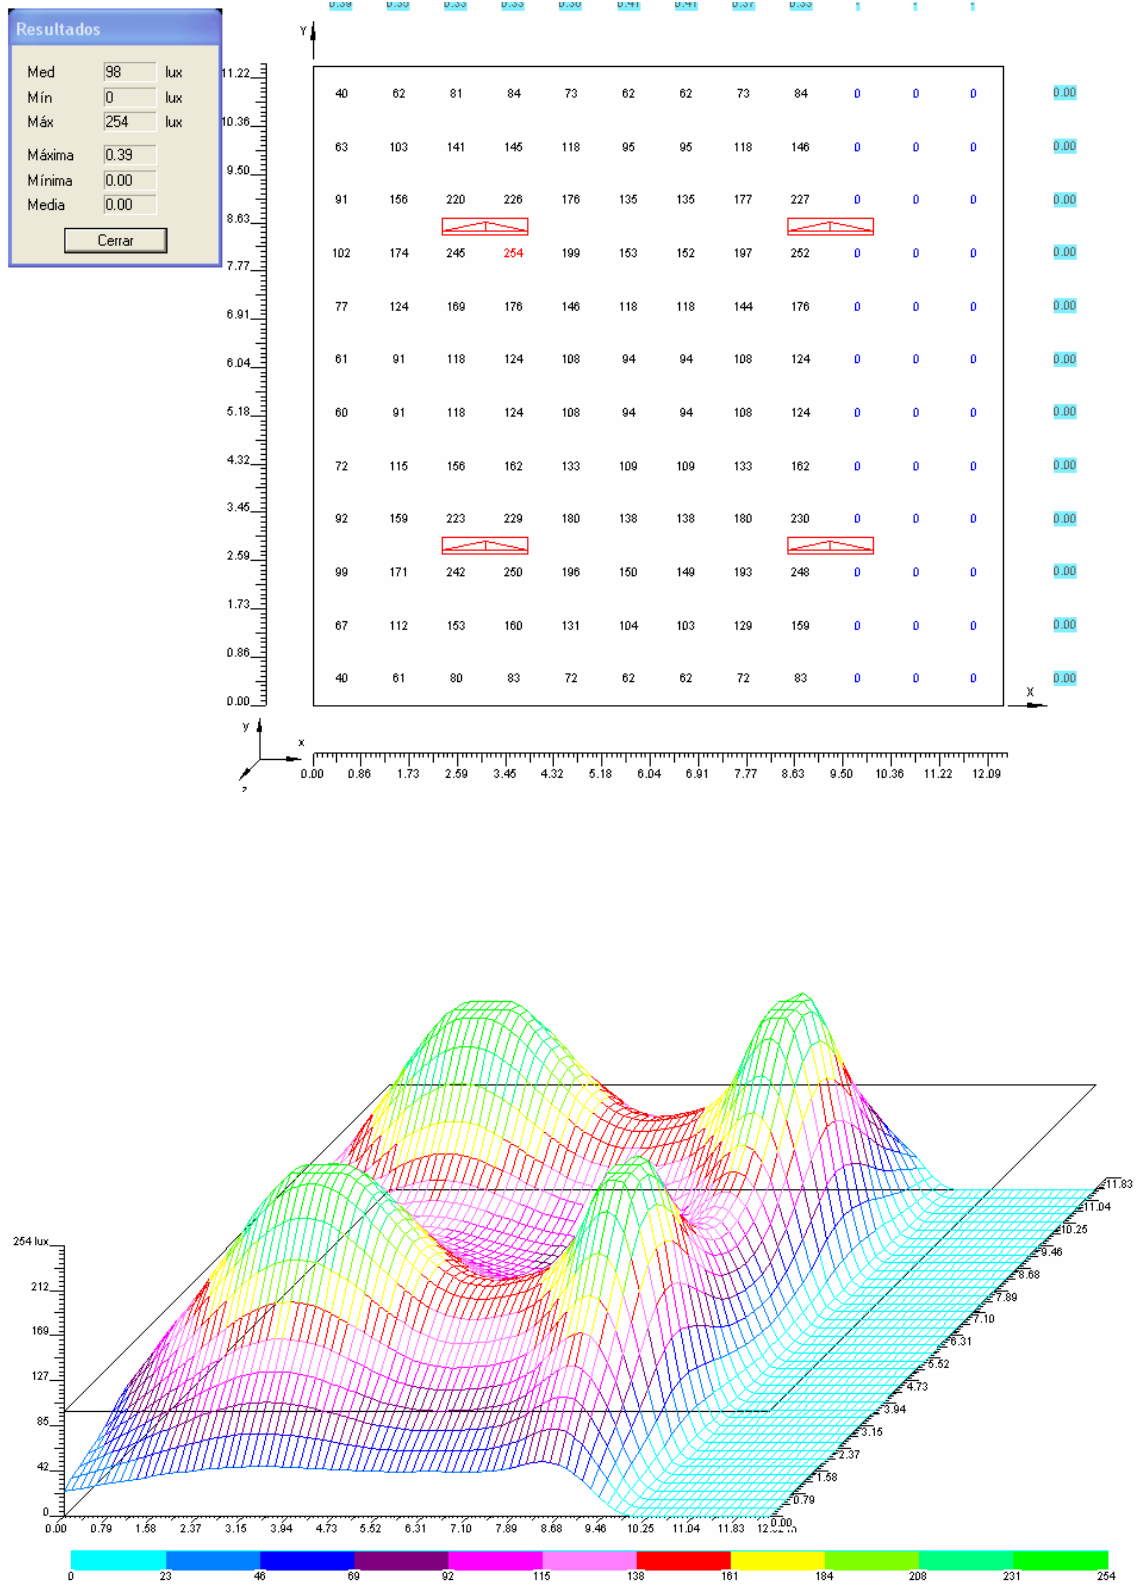 Resultados
Med 98 lux
Mín 0 lux
Máx 254 lux
Máxima 0.39
Mínima 0.00
Media 0.00
Cerrar
0.39 0.33 0.33 0.41 0.41 0.37 0.33 - - -
Y
11.22 40 62 81 84 73 62 62 73 84 0 0 0 0.00
10.36
63 103 141 145 118 95 95 118 146 0 0 0 0.00
9.50
91 156 220 226 176 135 135 177 227 0 0 0 0.00
8.63
102 174 245 254 199 153 152 197 252 0 0 0 0.00
7.77
77 124 169 176 146 118 118 144 176 0 0 0 0.00
6.91
61 91 118 124 108 94 94 108 124 0 0 0 0.00
6.04
60 91 118 124 108 94 94 108 124 0 0 0 0.00
5.18
72 115 156 162 133 109 109 133 162 0 0 0 0.00
4.32
92 159 223 229 180 138 138 180 230 0 0 0 0.00
3.45
2.59
99 171 242 250 196 150 149 193 248 0 0 0 0.00
1.73
67 112 153 160 131 104 103 129 159 0 0 0 0.00
0.86
40 61 80 83 72 62 62 72 83 0 0 0 0.00
0.00
X
y
x
z
0.00 0.86 1.73 2.59 3.45 4.32 5.18 6.04 6.91 7.77 8.63 9.50 10.36 11.22 12.09
11.83
11.04
10.25
9.46
8.68
7.89
7.10
6.31
5.52
4.73
3.94
3.15
2.37
1.58
0.79
0.00
254 lux
212
169
127
85
42
0
0.00 0.79 1.58 2.37 3.15 3.94 4.73 5.52 6.31 7.10 7.89 8.68 9.46 10.25 11.04 11.83
0 23 46 69 92 115 138 161 184 208 231 254